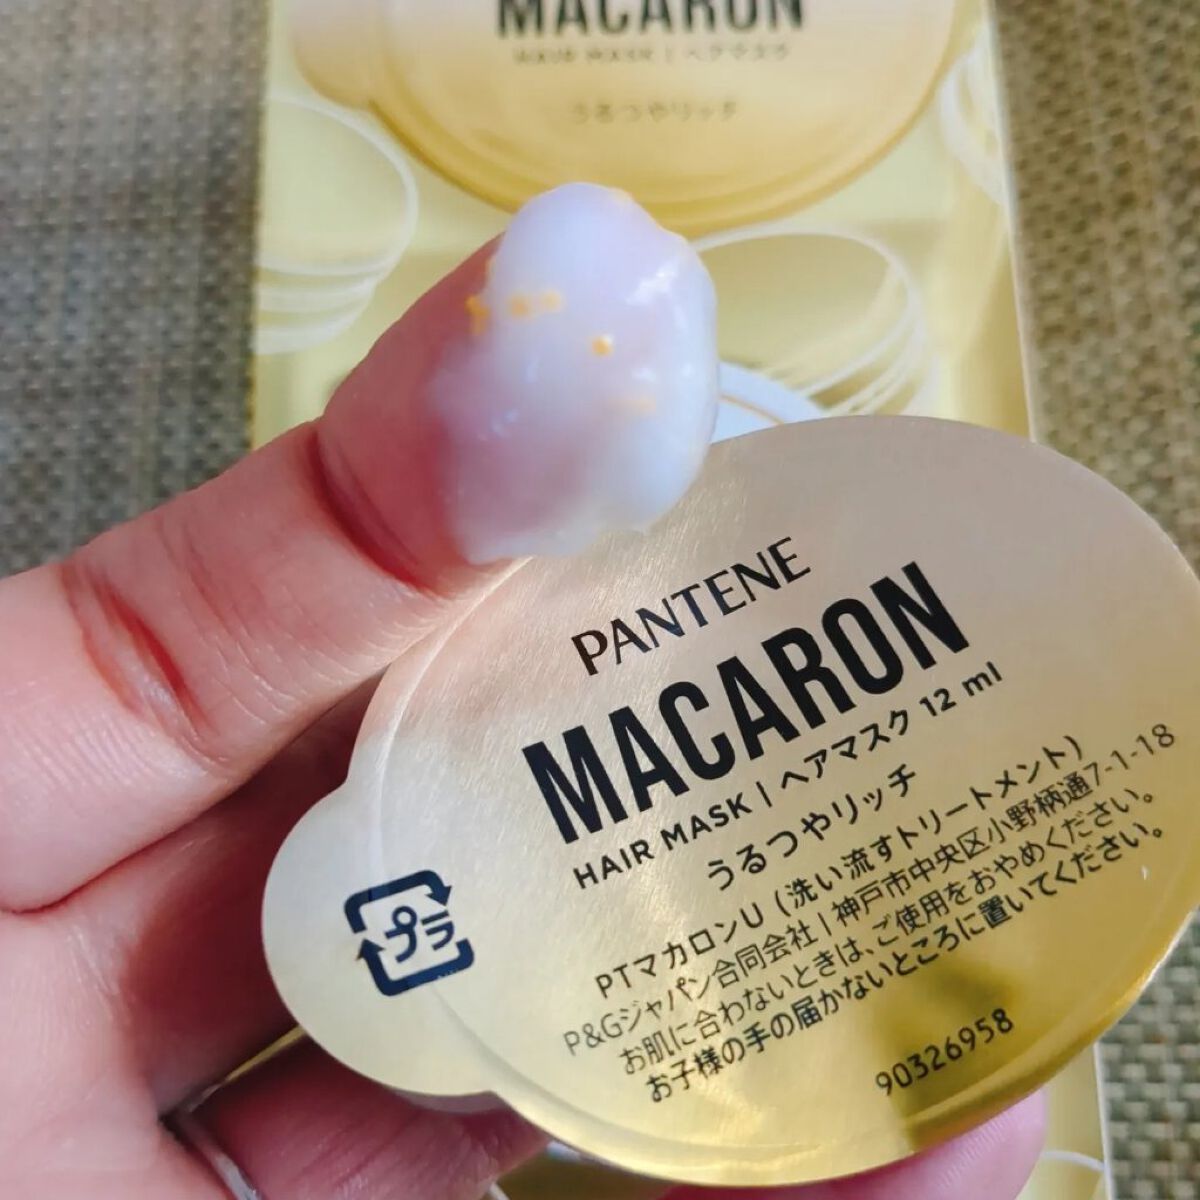 MACARON
HAIR MASK | ヘアマスク
うるつやリッチ
PANTENE
MACARON
HAIR MASK | ヘアマスク 12 ml
うるつやリッチ
PTマカロンU（洗い流すトリートメント）
P&Gジャパン合同会社 | 神戸市中央区小野柄通7-1-18
お肌に合わないときは、ご使用をおやめください。
お子様の手の届かないところに置いてください。
90326958
プラ